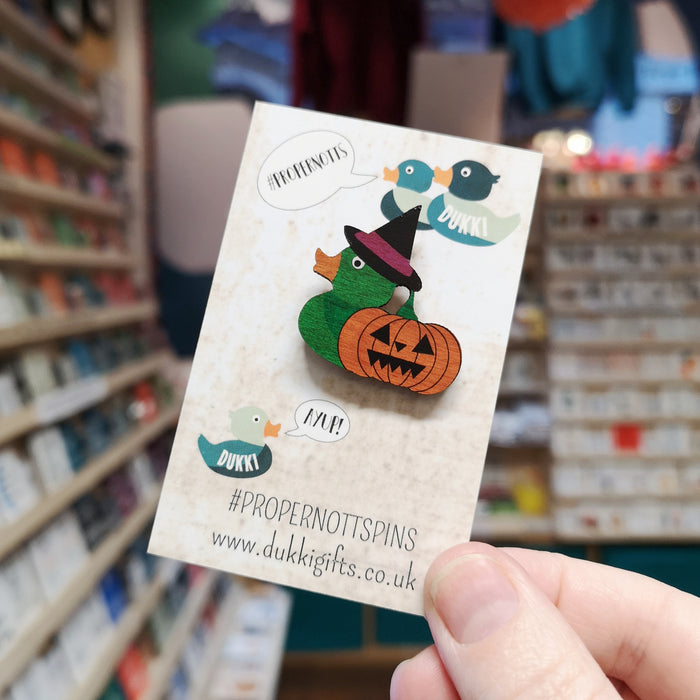 #PROPERNOTTS
DUKKI
AYUP!
DUKKI
#PROPERNOTTSPINS
www.dukkigifts.co.uk